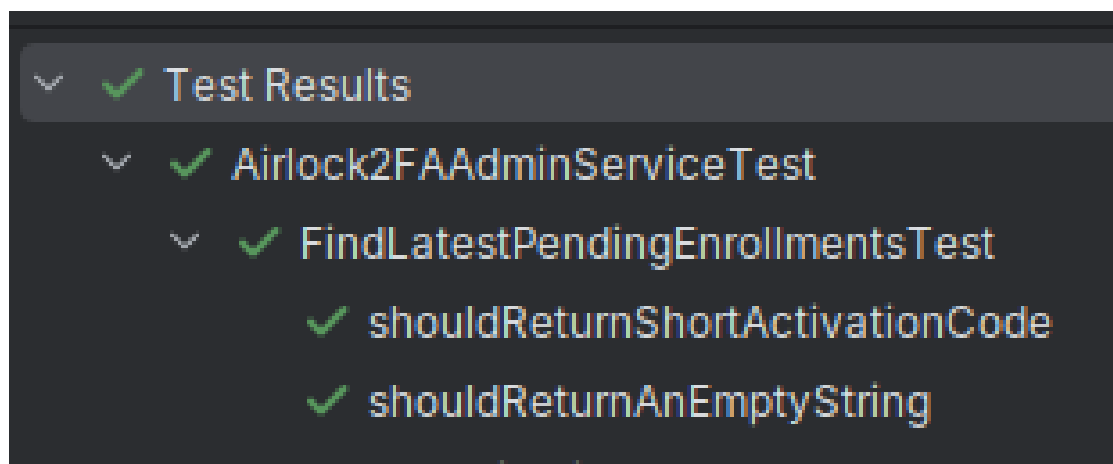 Test Results
Airlock2FAAdminServiceTest
FindLatestPendingEnrollmentsTest
shouldReturnShortActivationCode
shouldReturnAnEmptyString